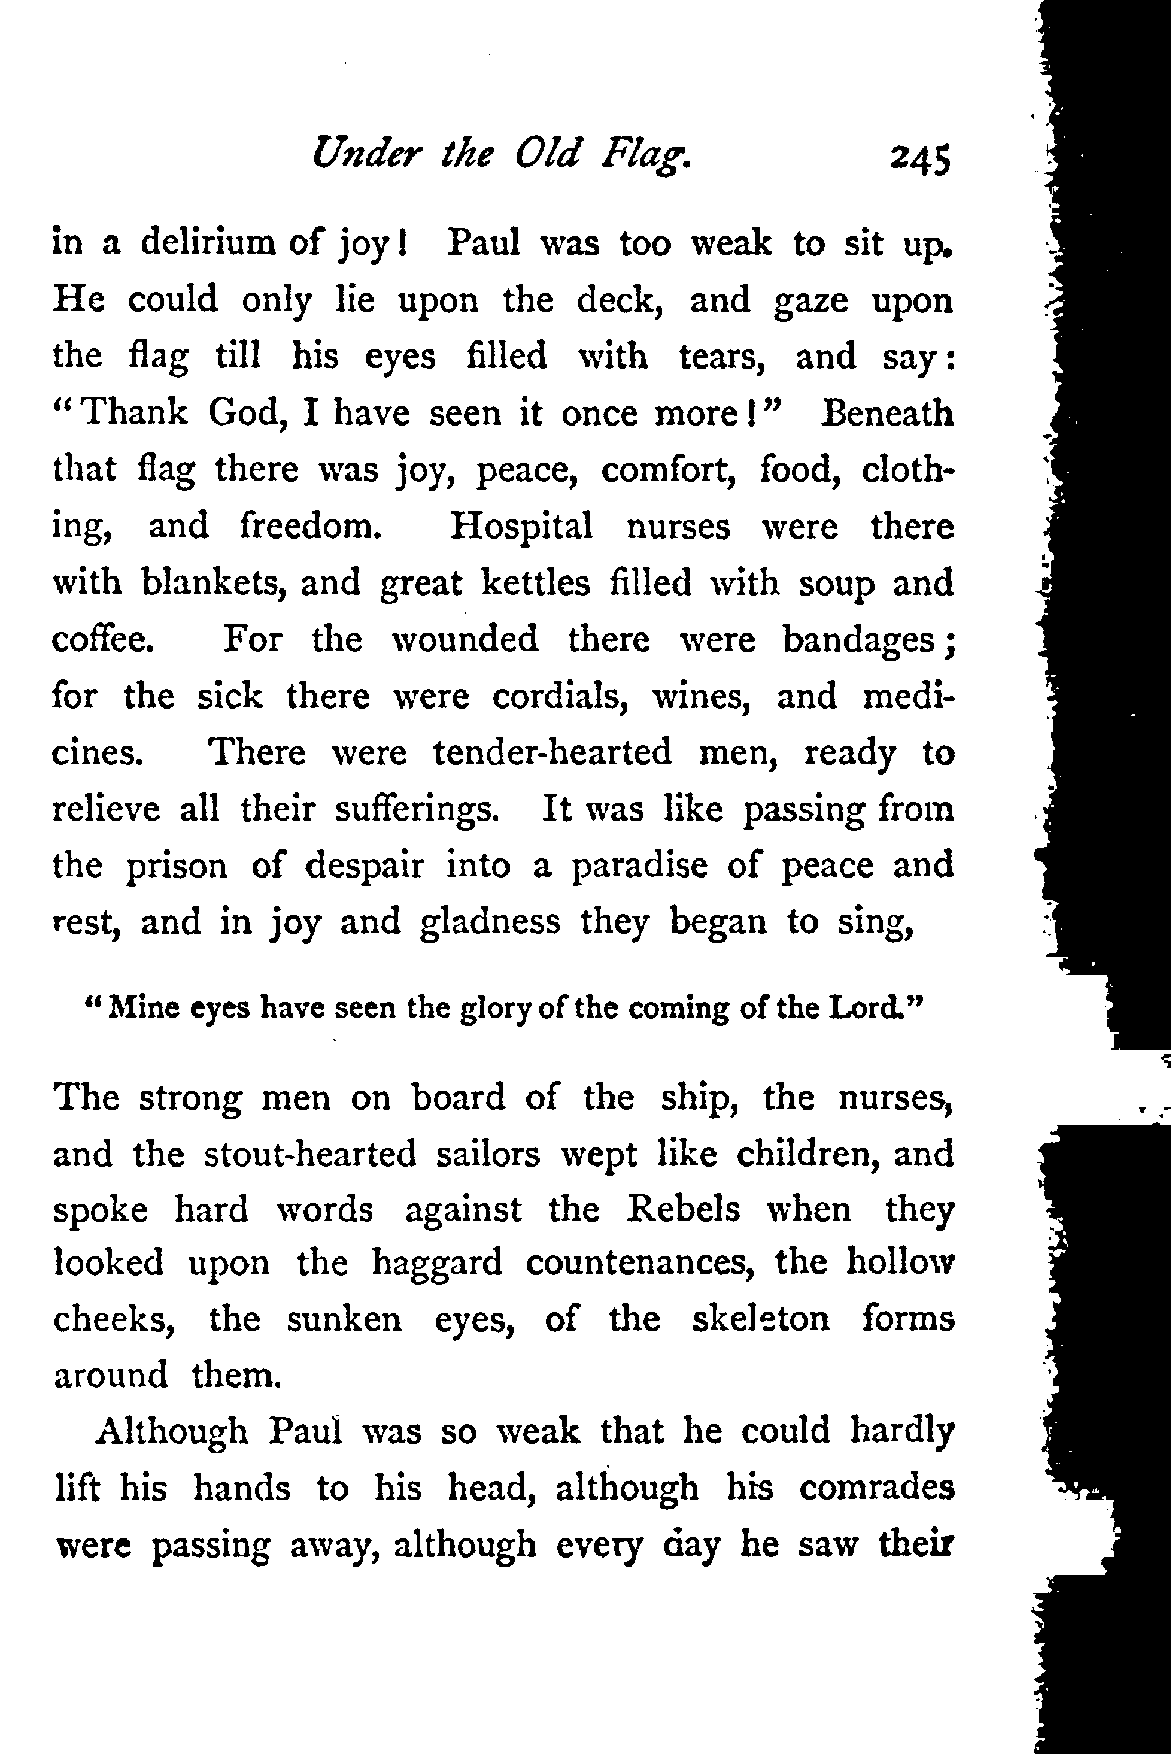 Under the Old Flag. 245
in a delirium of joy! Paul was too weak to sit up.
He could only lie upon the deck, and gaze upon
the flag till his eyes filled with tears, and say:
“Thank God, I have seen it once more!” Beneath
that flag there was joy, peace, comfort, food, cloth-
ing, and freedom. Hospital nurses were there
with blankets, and great kettles filled with soup and
coffee. For the wounded there were bandages;
for the sick there were cordials, wines, and medi-
cines. There were tender-hearted men, ready to
relieve all their sufferings. It was like passing from
the prison of despair into a paradise of peace and
rest, and in joy and gladness they began to sing,
“Mine eyes have seen the glory of the coming of the Lord.”
The strong men on board of the ship, the nurses,
and the stout-hearted sailors wept like children, and
spoke hard words against the Rebels when they
looked upon the haggard countenances, the hollow
cheeks, the sunken eyes, of the skeleton forms
around them.
Although Paul was so weak that he could hardly
lift his hands to his head, although his comrades
were passing away, although every day he saw their